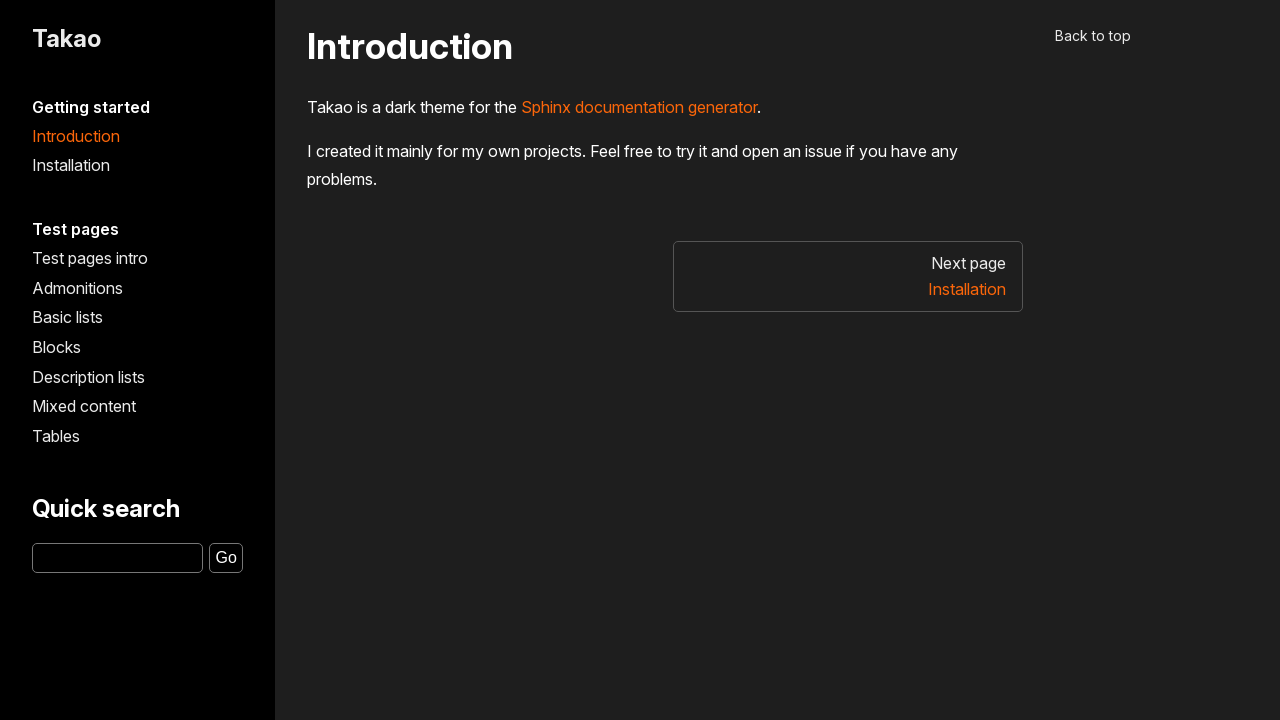 Takao
Getting started
Introduction
Installation
Test pages
Test pages intro
Admonitions
Basic lists
Blocks
Description lists
Mixed content
Tables
Quick search
Go
Introduction
Takao is a dark theme for the Sphinx documentation generator.
I created it mainly for my own projects. Feel free to try it and open an issue if you have any
problems.
Next page
Installation
Back to top